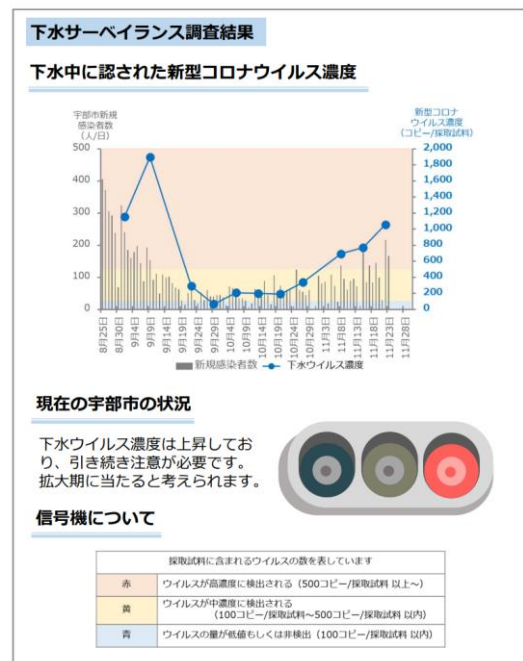 下水サーベイランス調査結果
下水中に認された新型コロナウイルス濃度
宇部市新規
感染者数
(人/日)
新型コロナ
ウイルス濃度
(コピー/採取試料)
500
400
300
200
100
0
2,000
1,800
1,600
1,400
1,200
1,000
800
600
400
200
0
8月25日
8月30日
9月4日
9月9日
9月14日
9月19日
9月24日
9月29日
10月4日
10月9日
10月14日
10月19日
10月24日
10月29日
11月3日
11月8日
11月13日
11月18日
11月23日
11月28日
新規感染者数 下水ウイルス濃度
現在の宇部市の状況
下水ウイルス濃度は上昇してお
り、引き続き注意が必要です。
拡大期に当たると考えられます。
信号機について
採取試料に含まれるウイルスの数を表しています
赤 ウイルスが高濃度に検出される(500コピー/採取試料 以上~)
黄 ウイルスが中濃度に検出される
(100コピー/採取試料~500コピー/採取試料 以内)
青 ウイルスの量が低値もしくは非検出(100コピー/採取試料 以内)